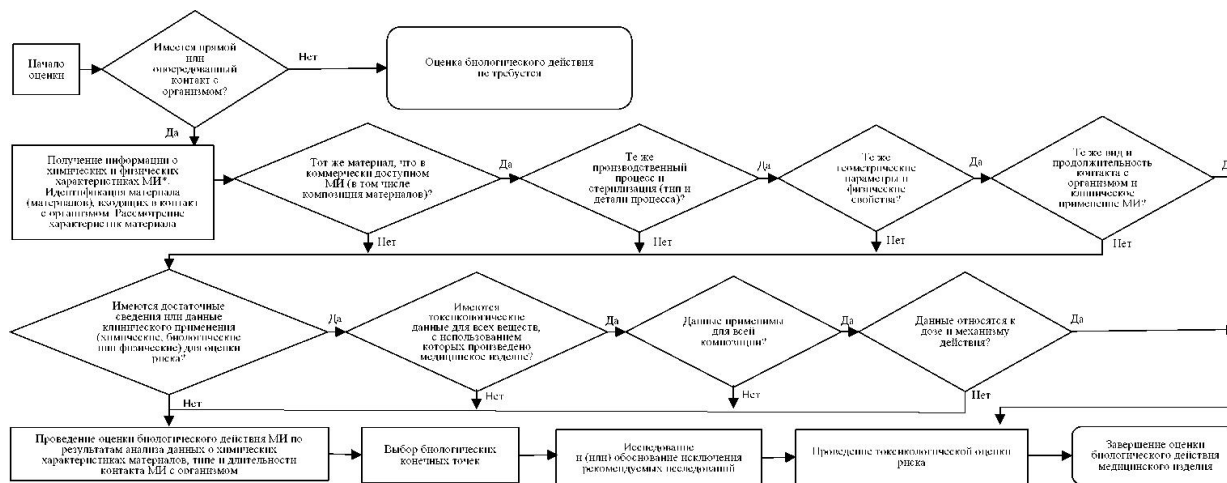 Начало
оценки
Имеется прямой
или
опосредованный
контакт с
организмом?
Нет
Оценка биологического действия
не требуется
Да
Получение информации о
химических и физических
характеристиках МИ*.
Идентификация материала
(материалов), входящих в контакт
с организмом. Рассмотрение
характеристик материала
Тот же материал, что в
коммерчески доступном
МИ (в том числе
композиция материалов)?
Да
Те же
производственный
процесс и
стерилизация (тип и
детали процесса)?
Да
Те же
геометрические
параметры и
физические
свойства?
Да
Те же вид и
продолжительность
контакта с
организмом и
клиническое
применение МИ?
Нет
Нет
Нет
Нет
Имеются достаточные
сведения или данные
клинического применения
(химические, биологические
или физические) для оценки
риска?
Да
Имеются
токсикологические
данные для всех веществ,
с использованием
которых произведено
медицинское изделие?
Да
Данные применимы
для всей
композиции?
Да
Данные относятся к
дозе и механизму
действия?
Да
Нет
Нет
Нет
Нет
Проведение оценки биологического действия МИ по
результатам анализа данных о химических
характеристиках материалов, типе и длительности
контакта МИ с организмом
Выбор биологических
конечных точек
Исследование
и (или) обоснование исключения
рекомендуемых исследований
Проведение токсикологической оценки
риска
Завершение оценки
биологического действия
медицинского изделия